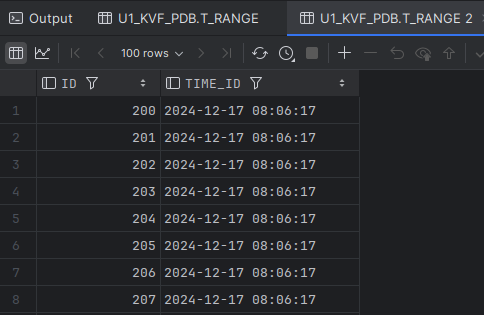 Output U1_KVF_PDB.T_RANGE U1_KVF_PDB.T_RANGE 2
100 rows
ID TIME_ID
1 200 2024-12-17 08:06:17
2 201 2024-12-17 08:06:17
3 202 2024-12-17 08:06:17
4 203 2024-12-17 08:06:17
5 204 2024-12-17 08:06:17
6 205 2024-12-17 08:06:17
7 206 2024-12-17 08:06:17
8 207 2024-12-17 08:06:17